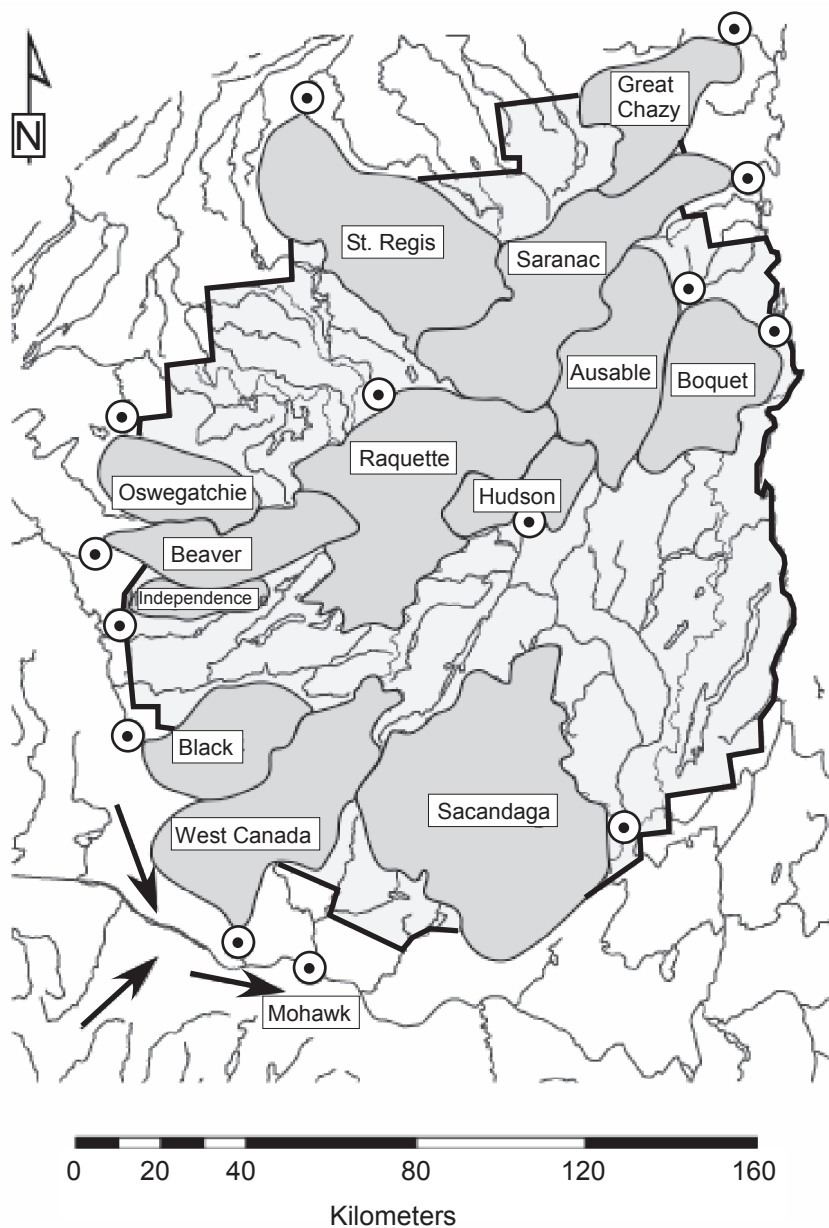 Great
Chazy
N
St. Regis
Saranac
Ausable
Boquet
Raquette
Oswegatchie
Hudson
Beaver
Independence
Black
West Canada
Sacandaga
Mohawk
0 20 40 80 120 160
Kilometers